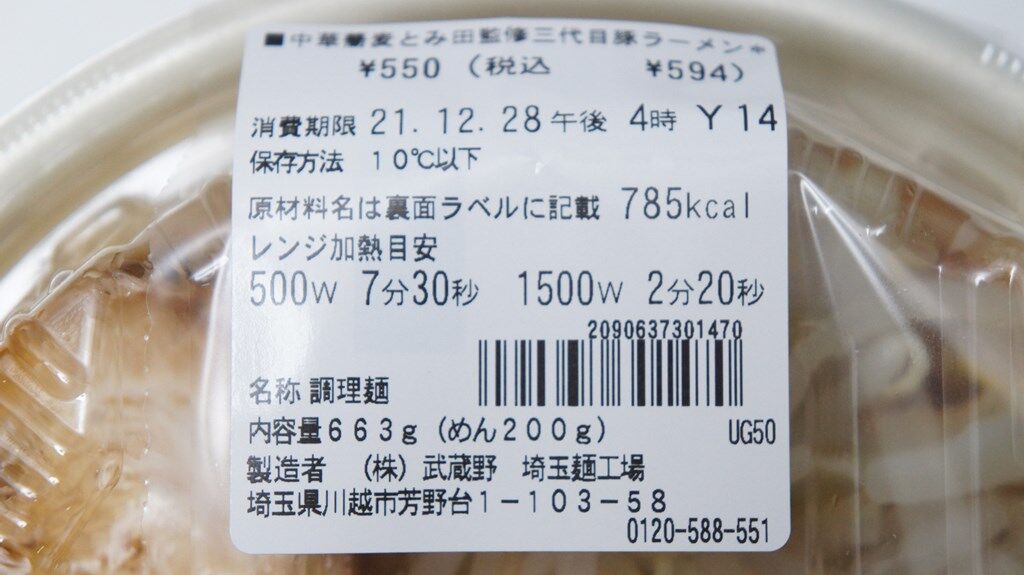 ■中華蕎麦とみ田監修三代目豚ラーメン*
¥550 (税込 ¥594)
消費期限 21.12.28午後 4時 Y14
保存方法 10℃以下
原材料名は裏面ラベルに記載 785kcal
レンジ加熱目安
500W 7分30秒 1500W 2分20秒
2090637301470
名称 調理麺
内容量663g(めん200g) UG50
製造者 (株)武蔵野 埼玉麺工場
埼玉県川越市芳野台1-103-58
0120-588-551